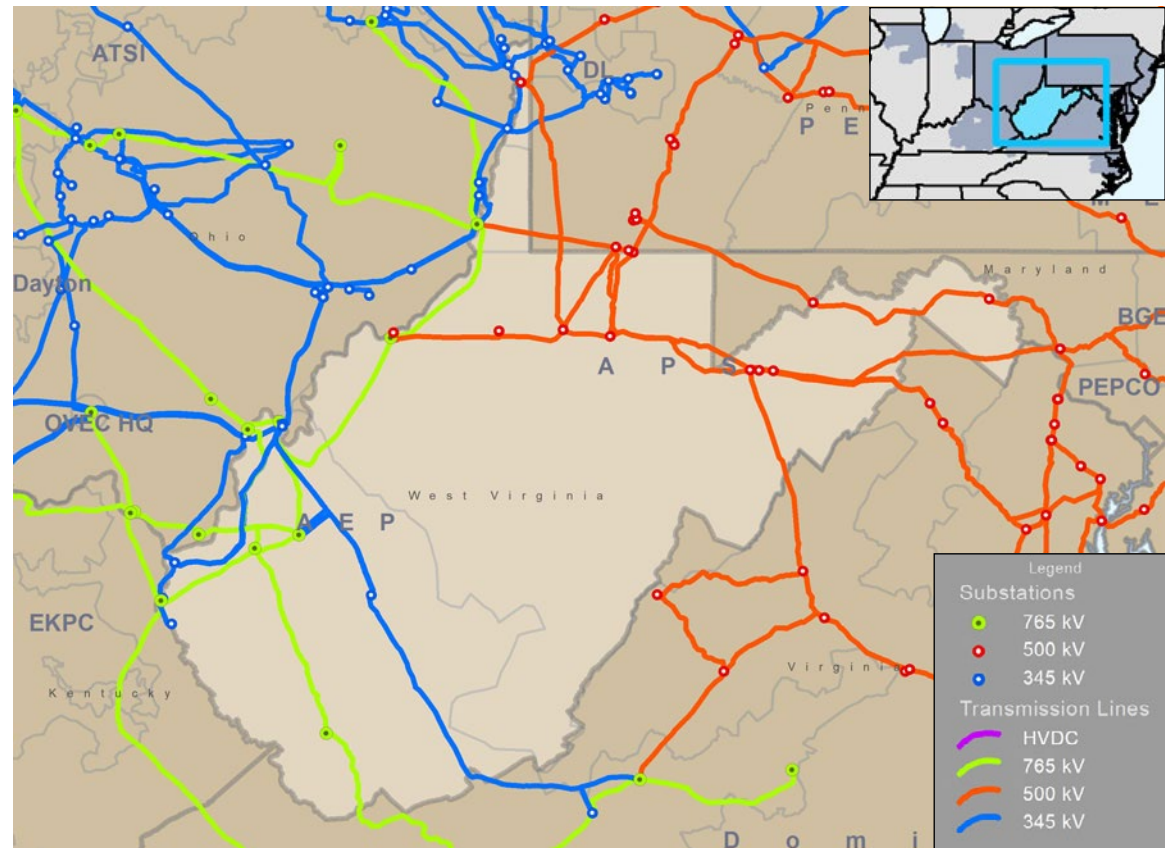 ATSI
DL
Penn
P E
M E
Ohio
Maryland
Dayton
BGE
A P S
PEPCO
OVEC HQ
West Virginia
A E P
Legend
Substations
765 kV
500 kV
345 kV
Transmission Lines
HVDC
765 kV
500 kV
345 kV
EKPC
Virginia
Kentucky
D o m i